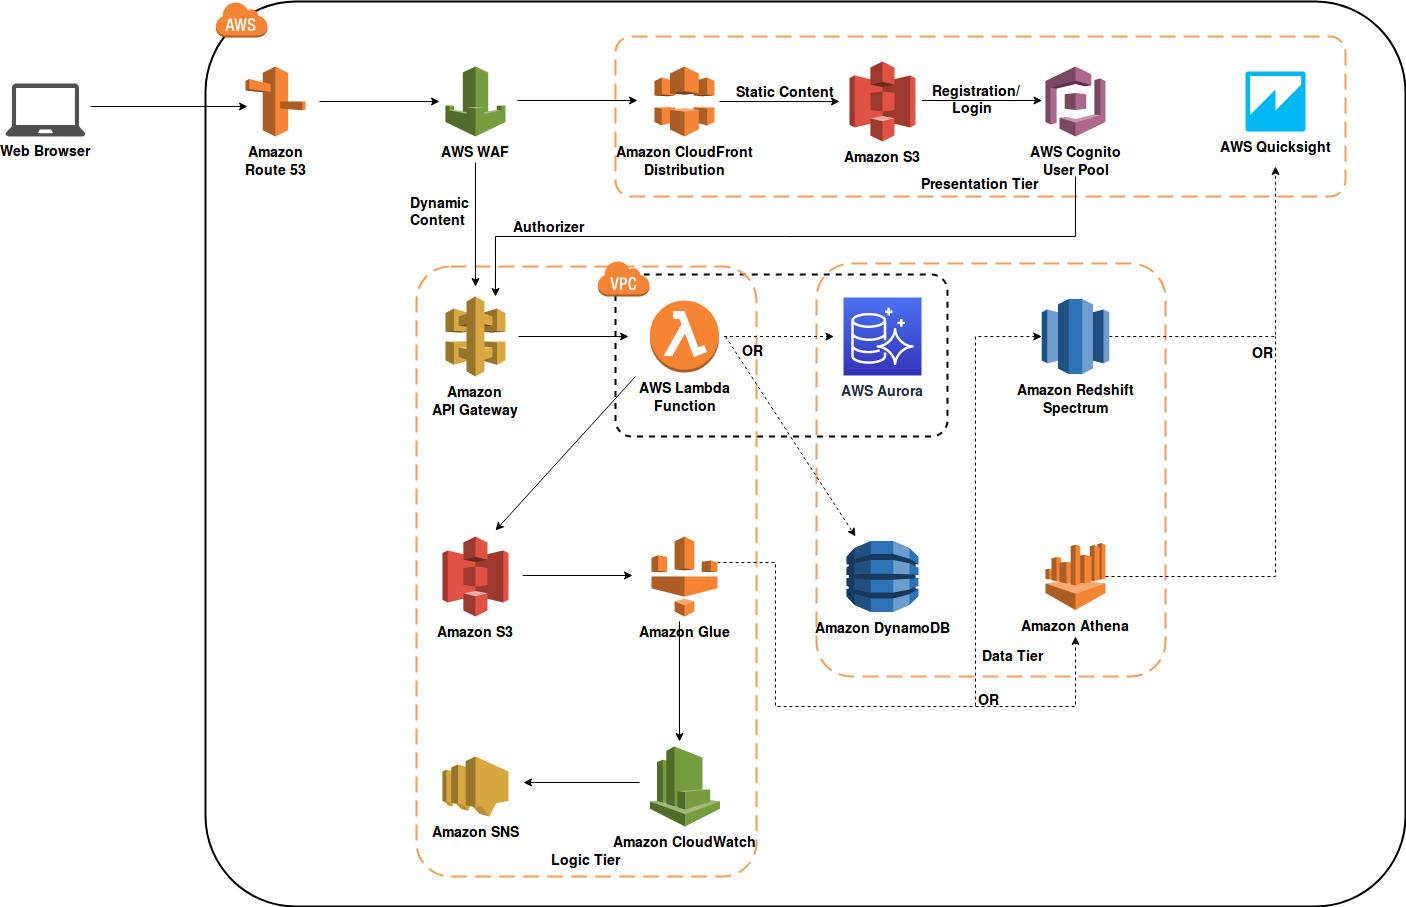 AWS
Web Browser
Amazon
Route 53
AWS WAF
Amazon CloudFront
Distribution
Static Content
Amazon S3
Registration/
Login
AWS Cognito
User Pool
AWS Quicksight
Presentation Tier
Dynamic
Content
Authorizer
VPC
Amazon
API Gateway
AWS Lambda
Function
OR
AWS Aurora
Amazon Redshift
Spectrum
OR
Amazon S3
Amazon Glue
Amazon DynamoDB
Amazon Athena
Data Tier
OR
Amazon SNS
Amazon CloudWatch
Logic Tier